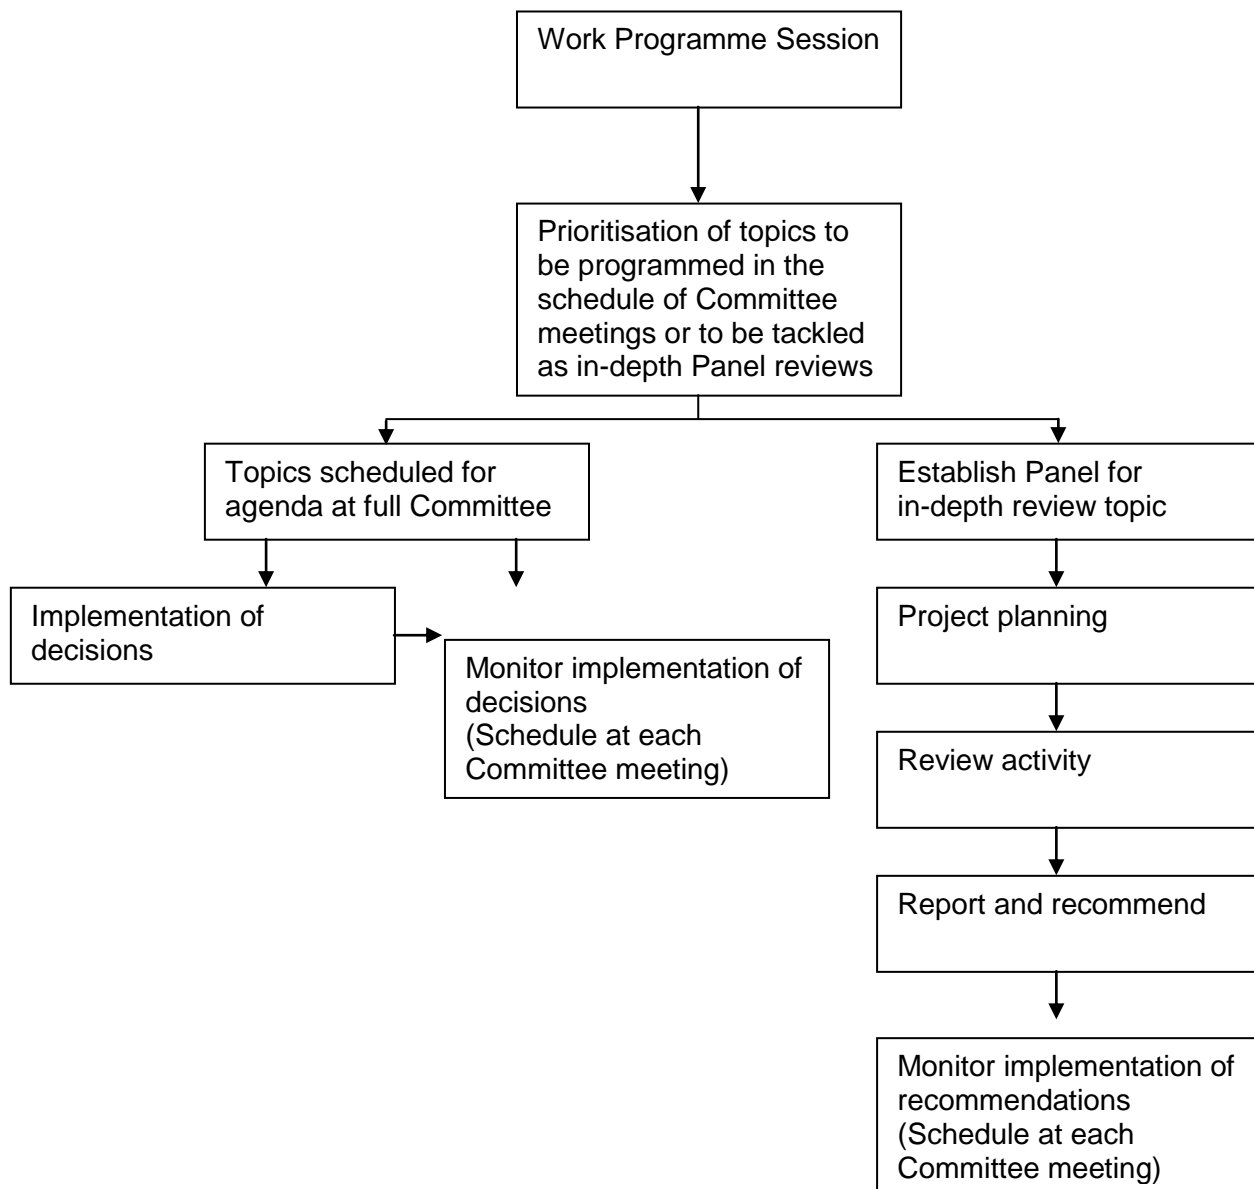 Work Programme Session
Prioritisation of topics to
be programmed in the
schedule of Committee
meetings or to be tackled
as in-depth Panel reviews
Topics scheduled for
agenda at full Committee
Establish Panel for
in-depth review topic
Implementation of
decisions
Monitor implementation of
decisions
(Schedule at each
Committee meeting)
Project planning
Review activity
Report and recommend
Monitor implementation of
recommendations
(Schedule at each
Committee meeting)